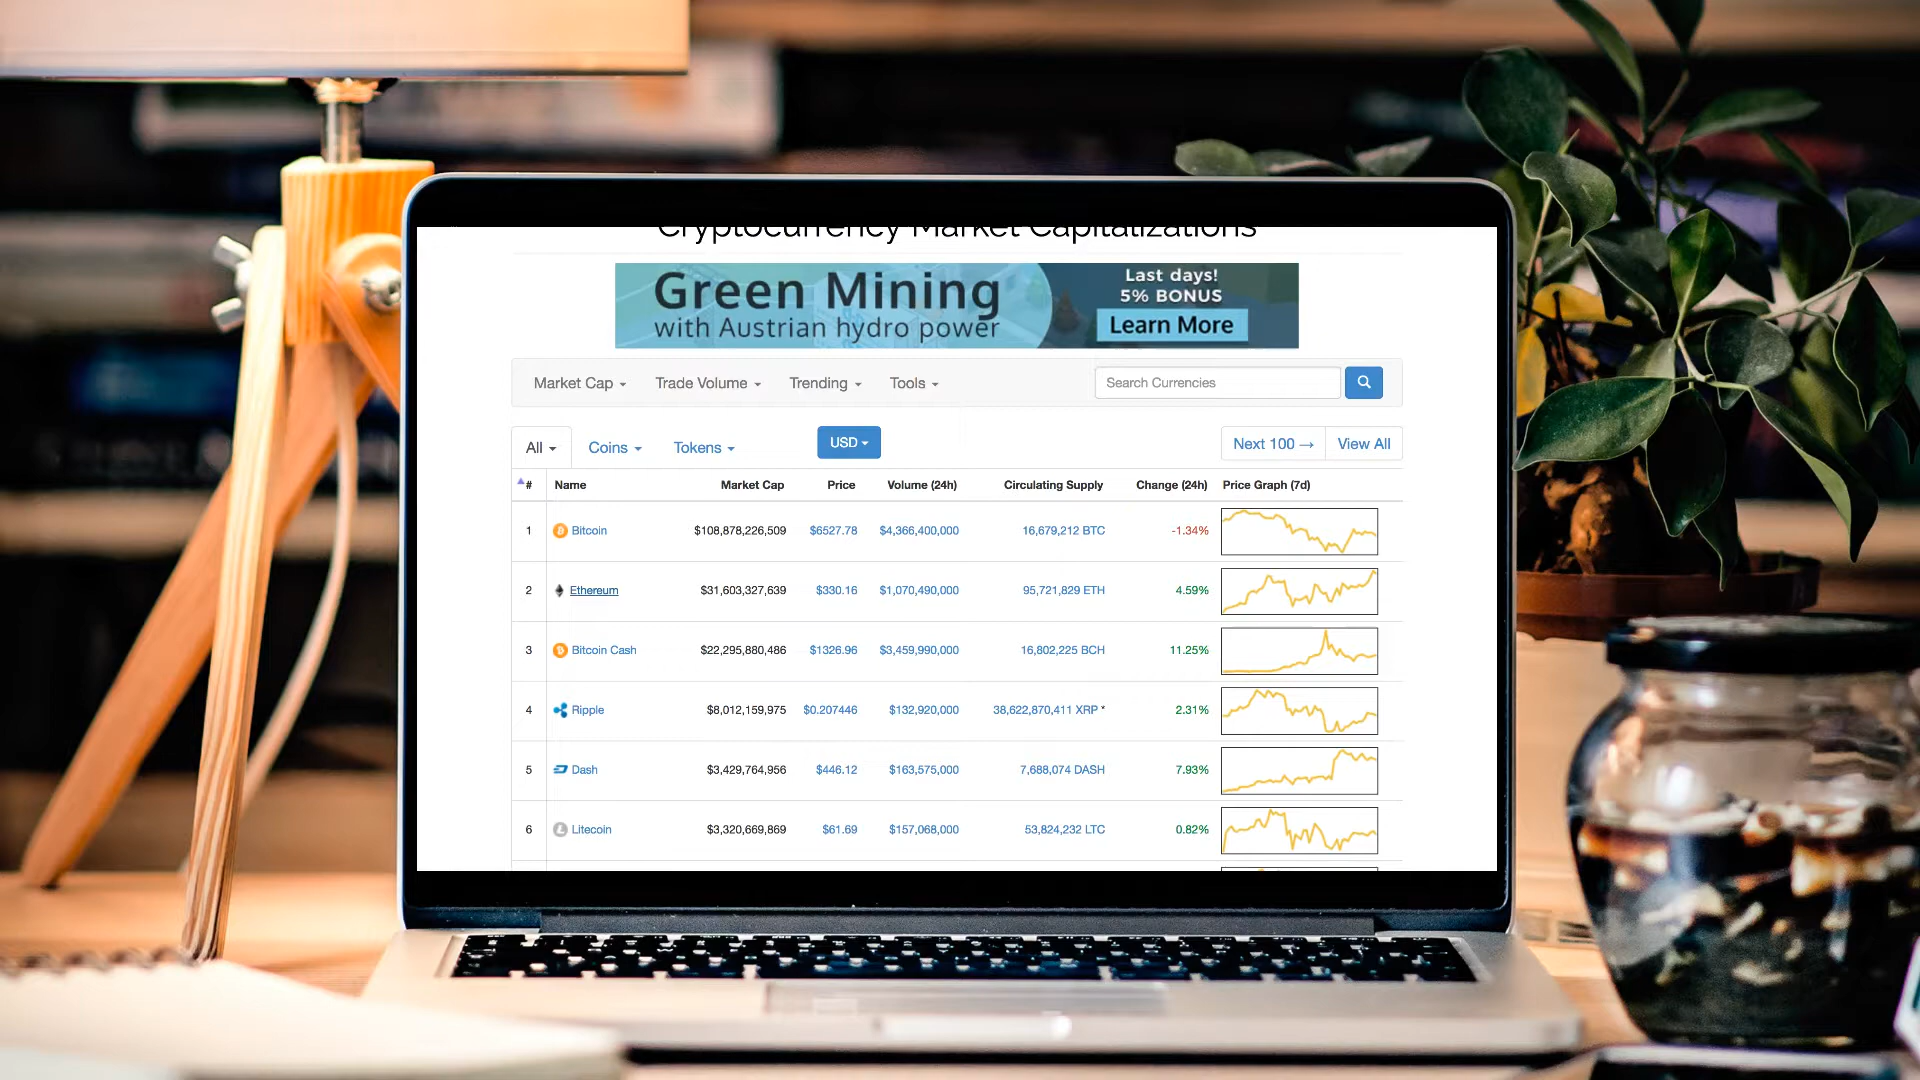 Cryptocurrency Market Capitalizations
Green Mining
with Austrian hydro power
Last days!
5% BONUS
Learn More
Market Cap Trade Volume Trending Tools Search Currencies
All Coins Tokens USD Next 100 → View All
# Name Market Cap Price Volume (24h) Circulating Supply Change (24h) Price Graph (7d)
1 Bitcoin $108,878,226,509 $6527.78 $4,366,400,000 16,679,212 BTC -1.34%
2 Ethereum $31,603,327,639 $330.16 $1,070,490,000 95,721,829 ETH 4.59%
3 Bitcoin Cash $22,295,880,486 $1326.96 $3,459,990,000 16,802,225 BCH 11.25%
4 Ripple $8,012,159,975 $0.207446 $132,920,000 38,622,870,411 XRP * 2.31%
5 Dash $3,429,764,956 $446.12 $163,575,000 7,688,074 DASH 7.93%
6 Litecoin $3,320,669,869 $61.69 $157,068,000 53,824,232 LTC 0.82%